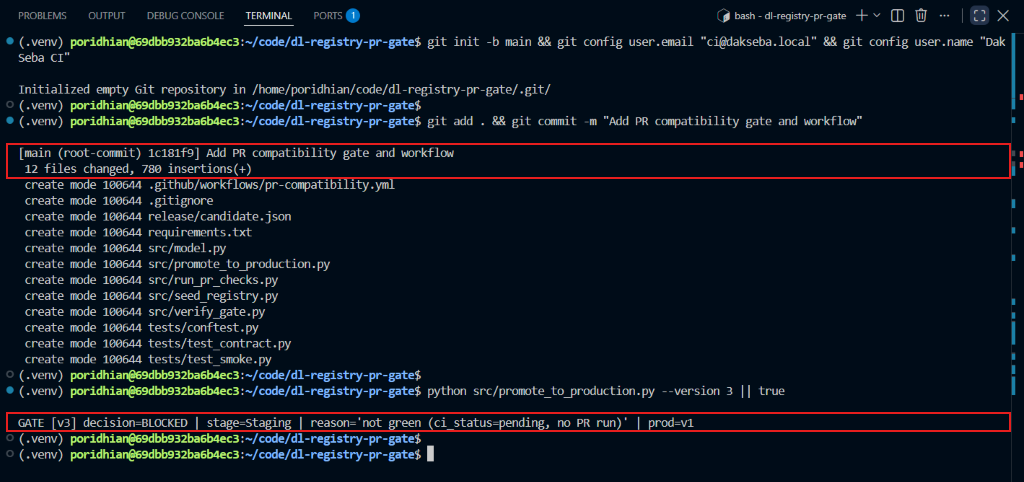 PROBLEMS OUTPUT DEBUG CONSOLE TERMINAL PORTS 1 bash - dl-registry-pr-gate
(.venv) poridhian@69dbb932ba6b4ec3:~/code/dl-registry-pr-gate$ git init -b main && git config user.email "ci@dakseba.local" && git config user.name "Dak
Seba CI"
Initialized empty Git repository in /home/poridhian/code/dl-registry-pr-gate/.git/
(.venv) poridhian@69dbb932ba6b4ec3:~/code/dl-registry-pr-gate$
(.venv) poridhian@69dbb932ba6b4ec3:~/code/dl-registry-pr-gate$ git add . && git commit -m "Add PR compatibility gate and workflow"
[main (root-commit) 1c181f9] Add PR compatibility gate and workflow
12 files changed, 780 insertions(+)
create mode 100644 .github/workflows/pr-compatibility.yml
create mode 100644 .gitignore
create mode 100644 release/candidate.json
create mode 100644 requirements.txt
create mode 100644 src/model.py
create mode 100644 src/promote_to_production.py
create mode 100644 src/run_pr_checks.py
create mode 100644 src/seed_registry.py
create mode 100644 src/verify_gate.py
create mode 100644 tests/conftest.py
create mode 100644 tests/test_contract.py
create mode 100644 tests/test_smoke.py
(.venv) poridhian@69dbb932ba6b4ec3:~/code/dl-registry-pr-gate$
(.venv) poridhian@69dbb932ba6b4ec3:~/code/dl-registry-pr-gate$ python src/promote_to_production.py --version 3 || true
GATE [v3] decision=BLOCKED | stage=Staging | reason='not green (ci_status=pending, no PR run)' | prod=v1
(.venv) poridhian@69dbb932ba6b4ec3:~/code/dl-registry-pr-gate$
(.venv) poridhian@69dbb932ba6b4ec3:~/code/dl-registry-pr-gate$